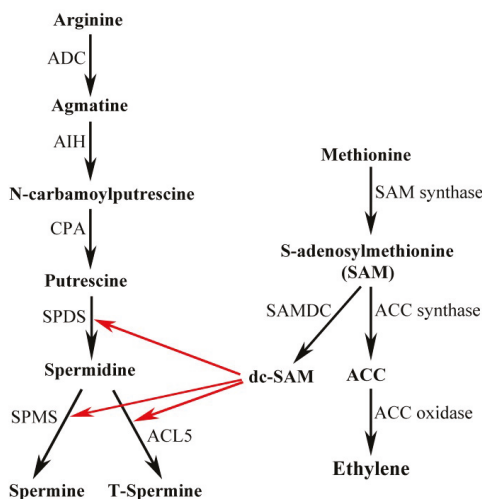 Arginine
ADC
Agmatine
AIH
N-carbamoylputrescine
CPA
Putrescine
SPDS
Spermidine
SPMS
ACL5
Spermine
T-Spermine
Methionine
SAM synthase
S-adenosylmethionine
(SAM)
SAMDC
ACC synthase
dc-SAM
ACC
ACC oxidase
Ethylene